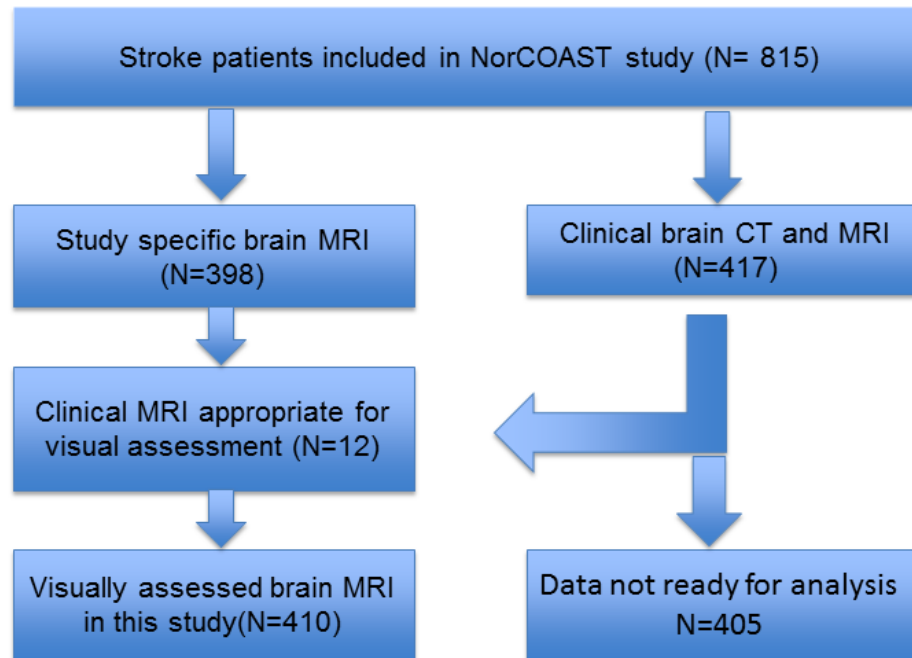 Stroke patients included in NorCOAST study (N= 815)
Study specific brain MRI
(N=398)
Clinical brain CT and MRI
(N=417)
Clinical MRI appropriate for
visual assessment (N=12)
Visually assessed brain MRI
in this study(N=410)
Data not ready for analysis
N=405